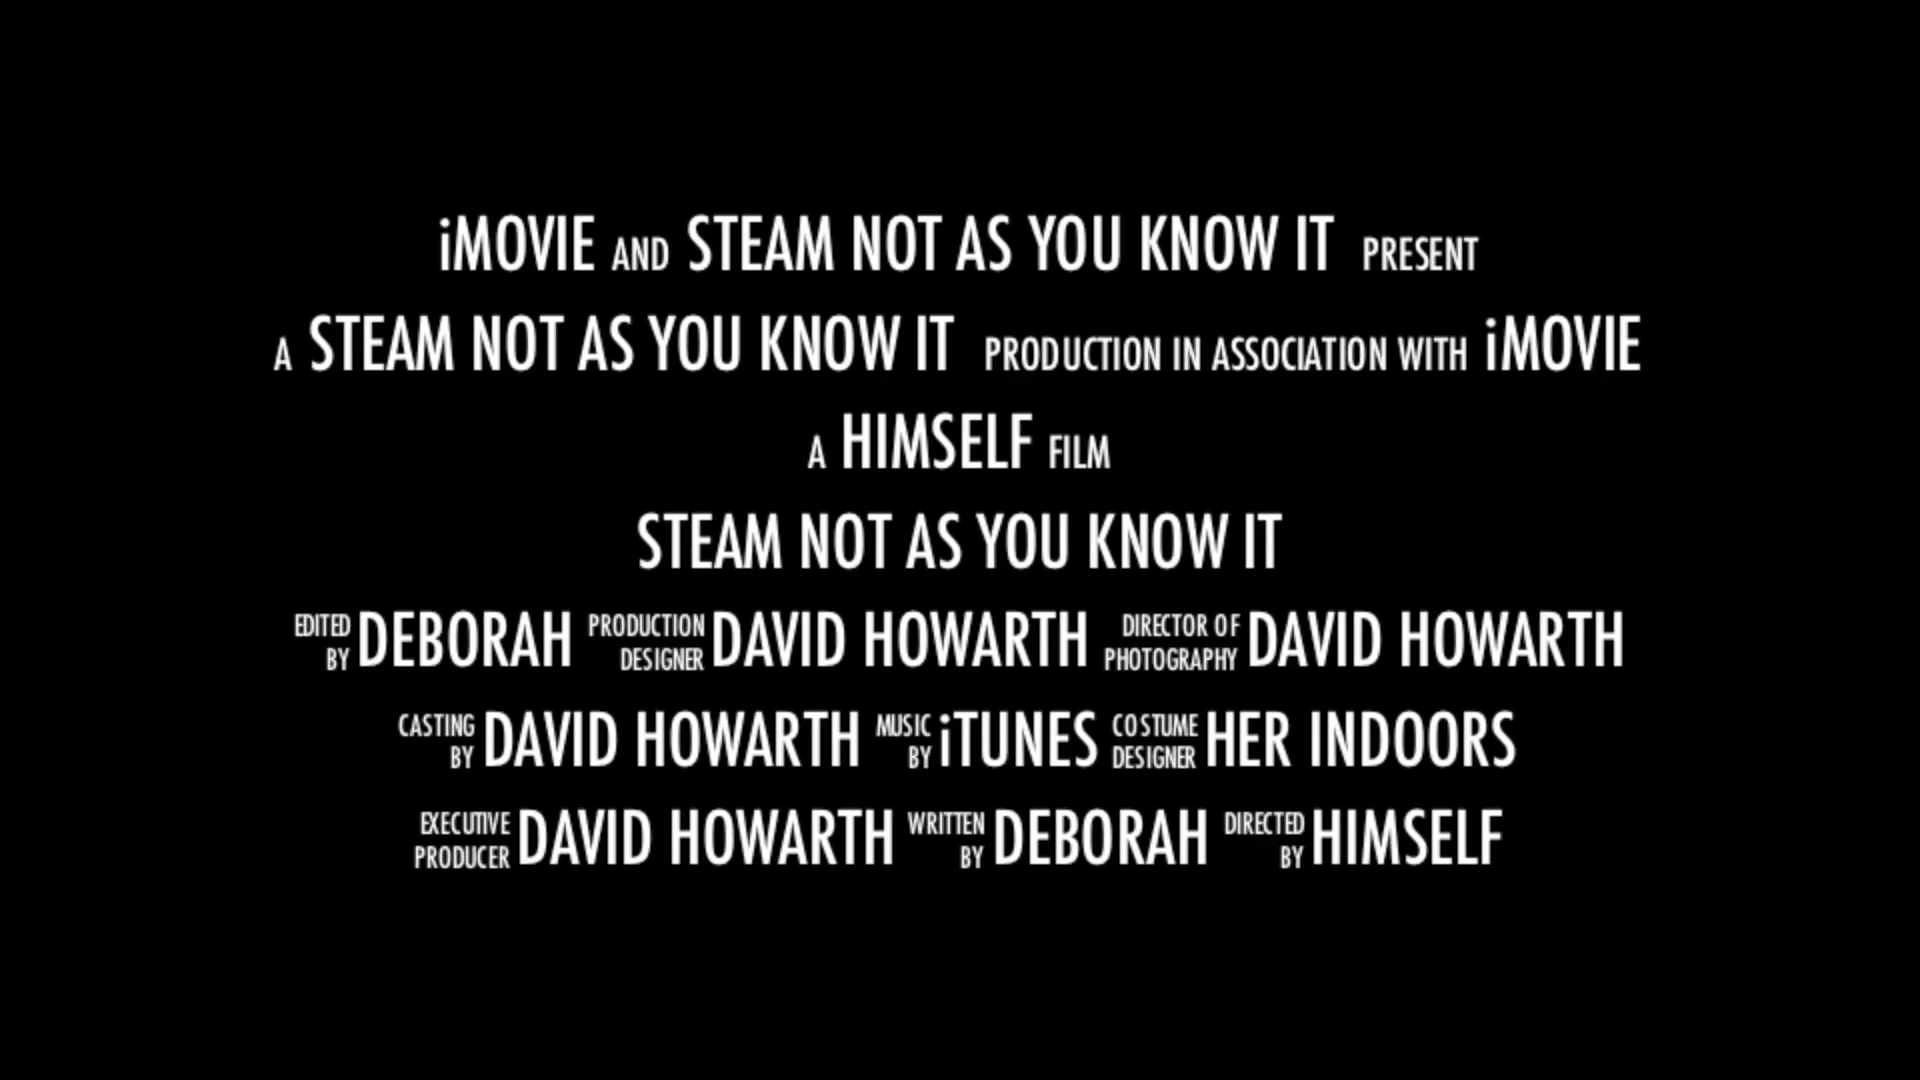 iMOVIE AND STEAM NOT AS YOU KNOW IT PRESENT
A STEAM NOT AS YOU KNOW IT PRODUCTION IN ASSOCIATION WITH iMOVIE
A HIMSELF FILM
STEAM NOT AS YOU KNOW IT
EDITED BY DEBORAH PRODUCTION DESIGNER DAVID HOWARTH DIRECTOR OF PHOTOGRAPHY DAVID HOWARTH
CASTING BY DAVID HOWARTH MUSIC BY iTUNES COSTUME DESIGNER HER INDOORS
EXECUTIVE PRODUCER DAVID HOWARTH WRITTEN BY DEBORAH DIRECTED BY HIMSELF